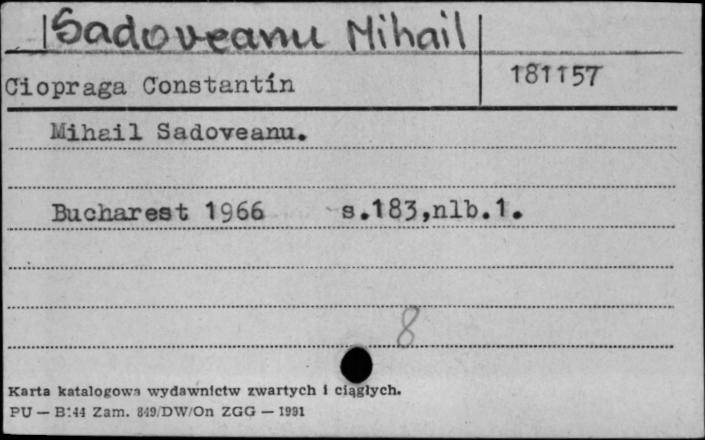 Sadoveanu Mihail
Ciopraga Constantin
181157
Mihail Sadoveanu.
Bucharest 1966 s.183,nlb.1.
8
Karta katalogowa wydawnictw zwartych i ciągłych.
PU — B:44 Zam. 849/DW/On ZGG — 1991